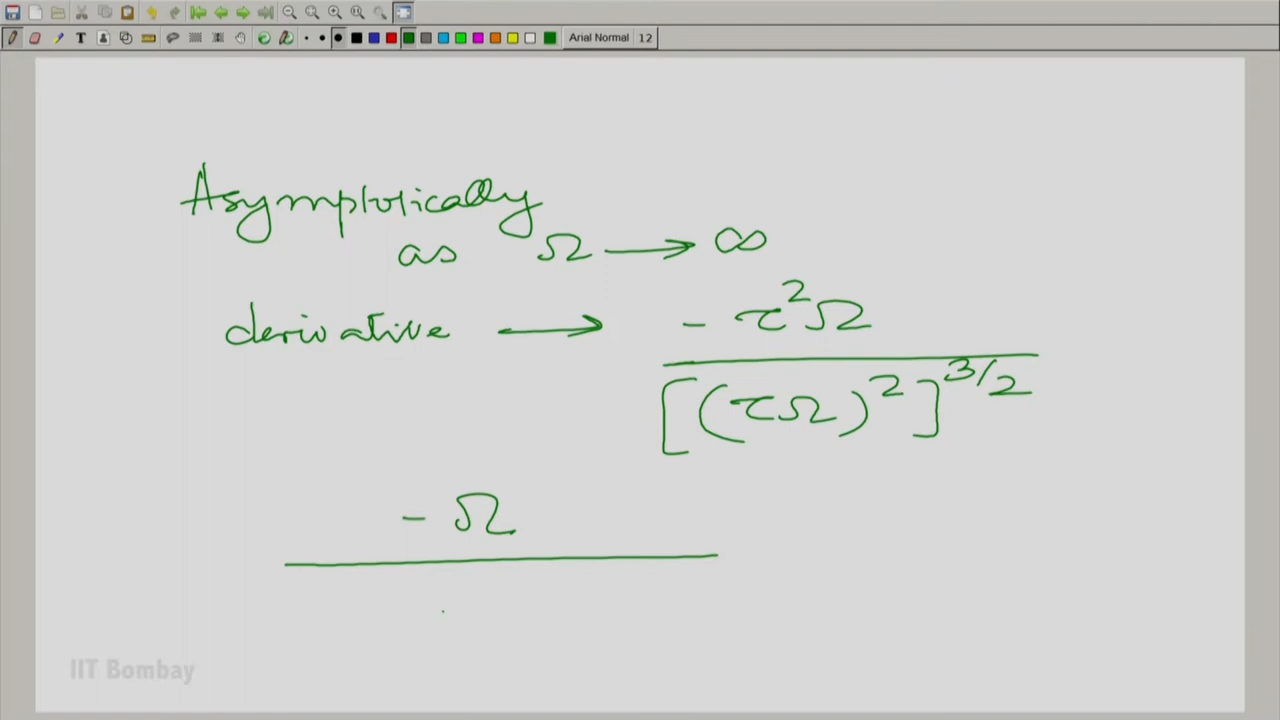 Arial Normal 12
Asymptotically
as Ω → ∞
derivative → - τ²Ω
[(τΩ)²]^3/2
- Ω
IIT Bombay